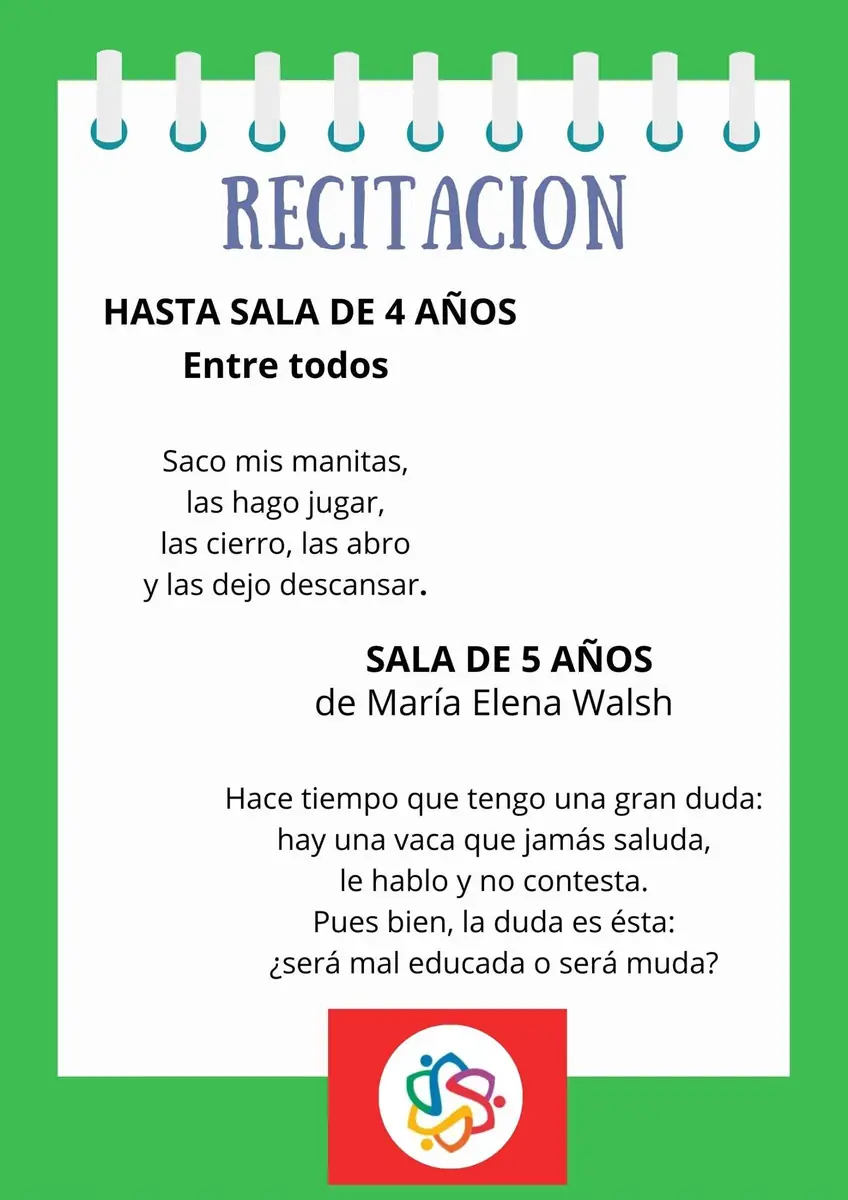 RECITACION
HASTA SALA DE 4 AÑOS
Entre todos
Saco mis manitas,
las hago jugar,
las cierro, las abro
y las dejo descansar.
SALA DE 5 AÑOS
de María Elena Walsh
Hace tiempo que tengo una gran duda:
hay una vaca que jamás saluda,
le hablo y no contesta.
Pues bien, la duda es ésta:
¿será mal educada o será muda?